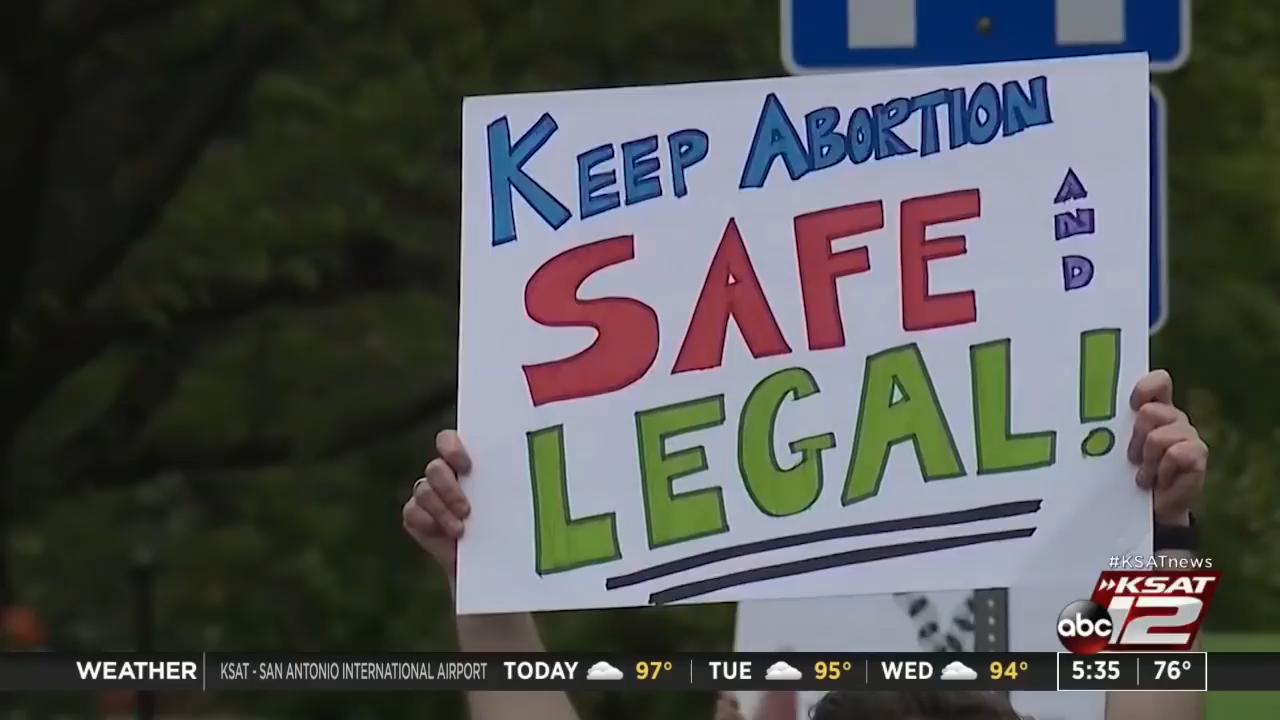 KEEP ABORTION
SAFE AND
LEGAL!
#KSATnews
KSAT
abc 12
WEATHER KSAT - SAN ANTONIO INTERNATIONAL AIRPORT TODAY 97° TUE 95° WED 94° 5:35 76°